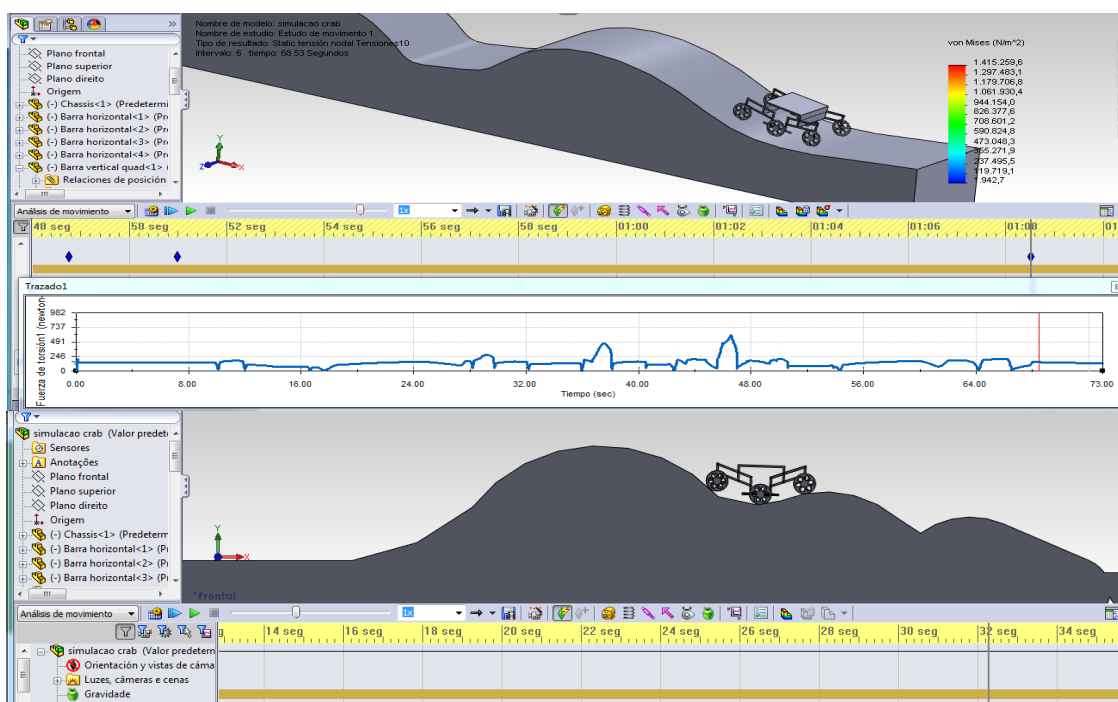 Plano frontal
Plano superior
Plano direito
Origem
(-) Chassis<1> (Predetermi
(-) Barra horizontal<1> (Pr
(-) Barra horizontal<2> (Pr
(-) Barra horizontal<3> (Pr
(-) Barra horizontal<4> (Pr
(-) Barra vertical quad<1> (
Relaciones de posición
Nombre de modelo: simulacao crab
Nombre de estudio: Estudo de movimento 1
Tipo de resultado: Static tensión nodal Tensiones10
Intervalo: 6 tiempo: 68.53 Segundos
von Mises (N/m^2)
1.415.259,6
1.297.483,1
1.179.706,8
1.061.930,4
944.154,0
826.377,6
708.601,2
590.824,8
473.048,3
355.271,9
237.495,5
119.719,1
1.942,7
Y
Z X
Análisis de movimiento
1x
48 seg 50 seg 52 seg 54 seg 56 seg 58 seg 01:00 01:02 01:04 01:06 01:08 01
Trazado1
Fuerza de torsión1 (newton-
982
737
491
246
0
0.00 8.00 16.00 24.00 32.00 40.00 48.00 56.00 64.00 73.00
Tiempo (sec)
simulacao crab (Valor predet
Sensores
Anotações
Plano frontal
Plano superior
Plano direito
Origem
(-) Chassis<1> (Predeterm
(-) Barra horizontal<1> (Pr
(-) Barra horizontal<2> (Pr
(-) Barra horizontal<3> (Pr
Y
X
*Frontal
Análisis de movimiento
1x
14 seg 16 seg 18 seg 20 seg 22 seg 24 seg 26 seg 28 seg 30 seg 32 seg 34 seg
simulacao crab (Valor predetern
Orientación y vistas de cáma
Luzes, câmeras e cenas
Gravidade